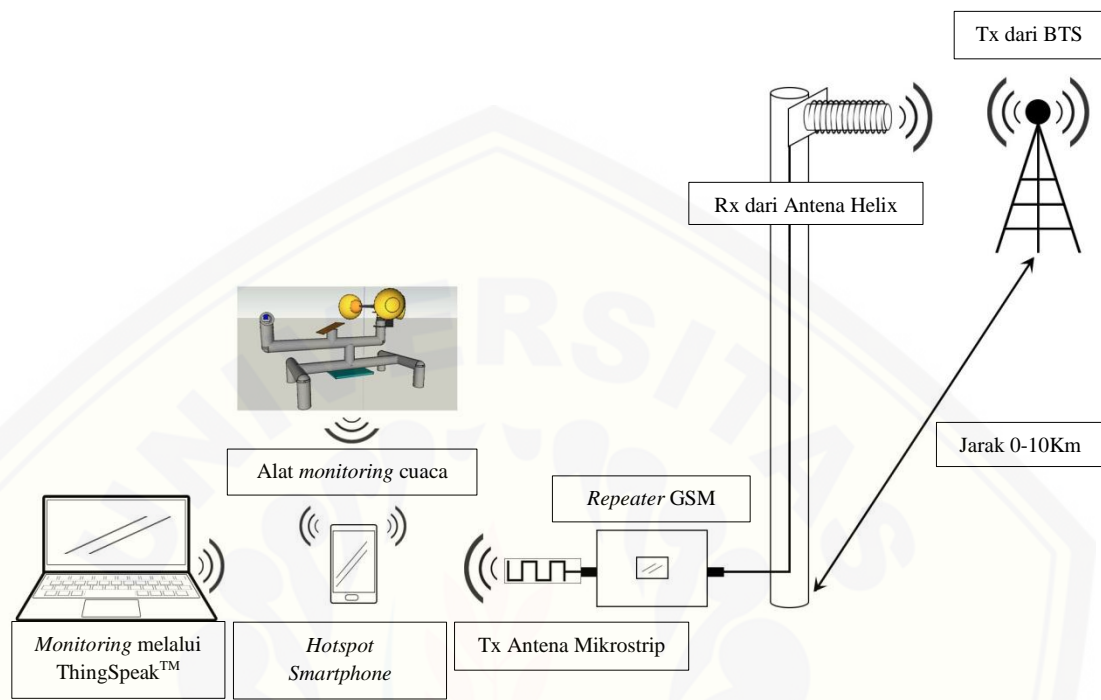 Tx dari BTS
Rx dari Antena Helix
Jarak 0-10Km
Alat monitoring cuaca
Repeater GSM
Monitoring melalui
ThingSpeak™
Hotspot
Smartphone
Tx Antena Mikrostrip
UNIVERSITAS